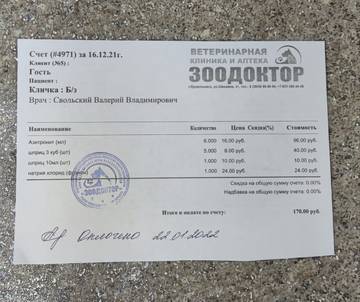 Счет (#4971) за 16.12.21г.
Клиент (№5) :
Гость
Пациент :
Кличка : Б/з
Врач : Свольский Валерий Владимирович
ВЕТЕРИНАРНАЯ
КЛИНИКА И АПТЕКА
ЗООДОКТОР
Наименование Количество Цена Скидка(%) Стоимость
Азитронит (мл) 6.000 16.00 руб. 96.00 руб.
шприц 3 куб (шт) 5.000 8.00 руб. 40.00 руб.
шприц 10мл (шт) 1.000 10.00 руб. 10.00 руб.
натрия хлорид 1.000 24.00 руб. 24.00 руб.
Скидка на общую сумму счета: 0.00%
Надбавка на общую сумму счета: 0.00%
ЗООДОКТОР
Итого к оплате по счету: 170.00 руб.
Оплачено 22.01.2022